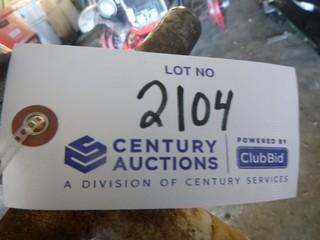 LOT NO
2104
CENTURY AUCTIONS
POWERED BY
ClubBid
A DIVISION OF CENTURY SERVICES